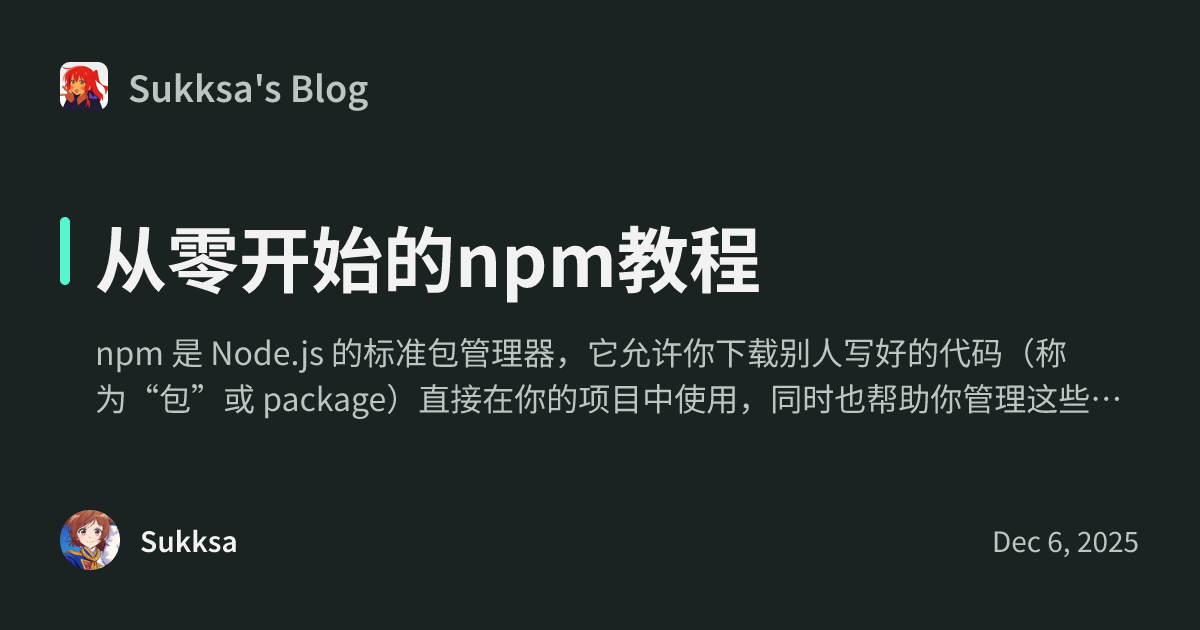 Sukksa's Blog
从零开始的npm教程
npm 是 Node.js 的标准包管理器，它允许你下载别人写好的代码（称
为“包”或 package）直接在你的项目中使用，同时也帮助你管理这些…
Sukksa
Dec 6, 2025